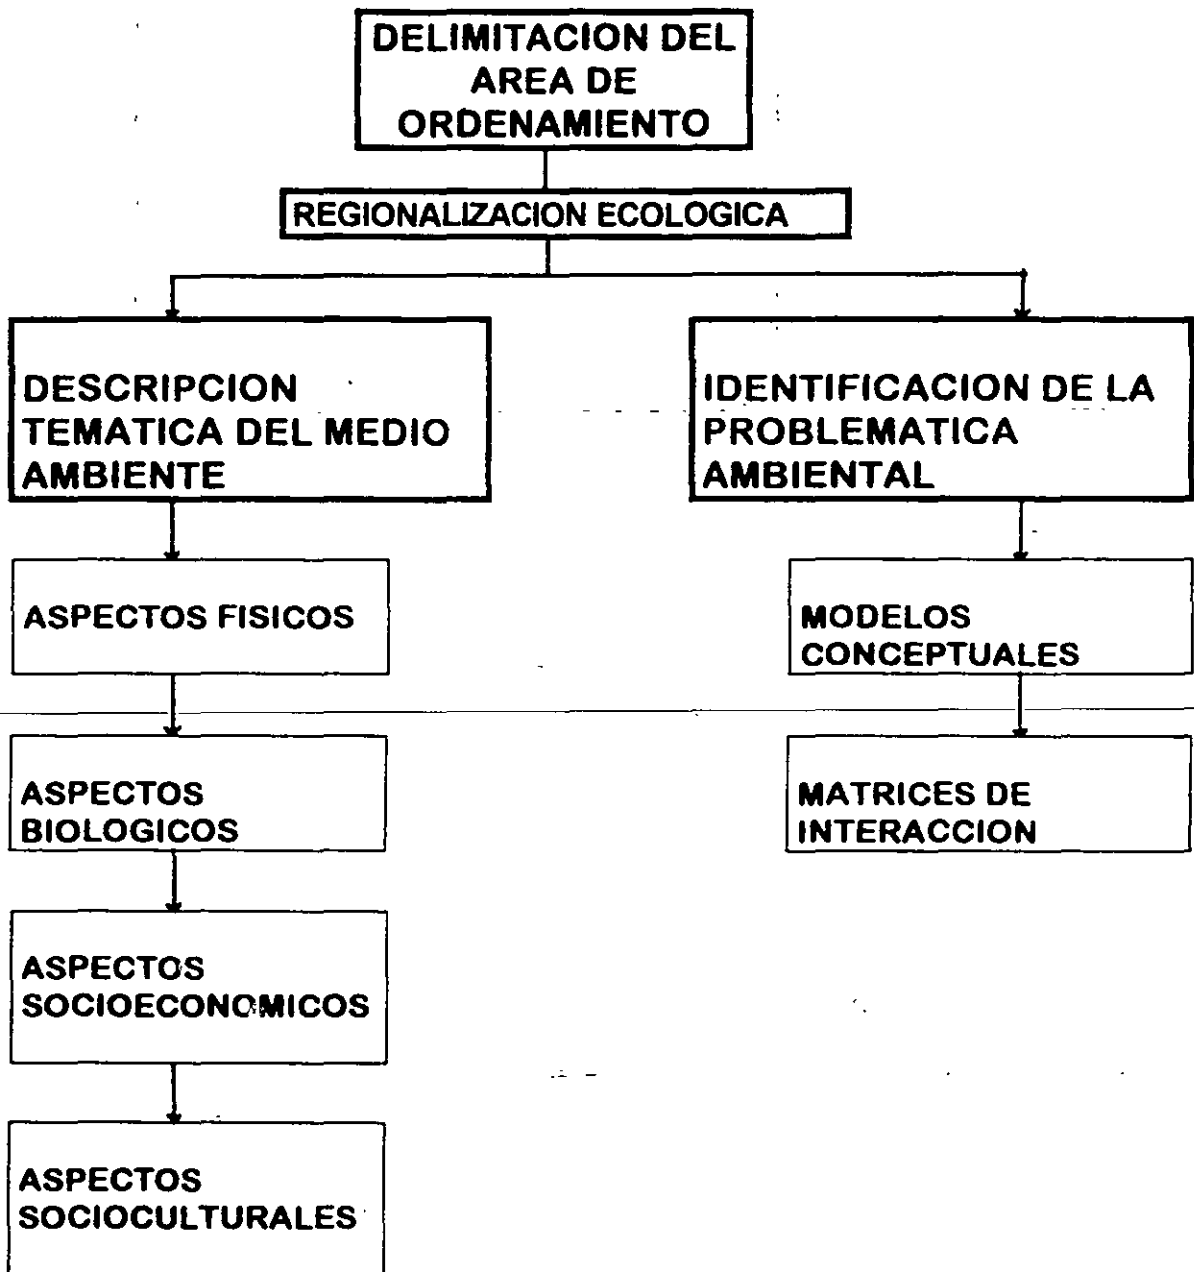 DELIMITACION DEL
AREA DE
ORDENAMIENTO
REGIONALIZACION ECOLOGICA
DESCRIPCION
TEMATICA DEL MEDIO
AMBIENTE
IDENTIFICACION DE LA
PROBLEMATICA
AMBIENTAL
ASPECTOS FISICOS
MODELOS
CONCEPTUALES
ASPECTOS
BIOLOGICOS
MATRICES DE
INTERACCION
ASPECTOS
SOCIOECONOMICOS
ASPECTOS
SOCIOCULTURALES